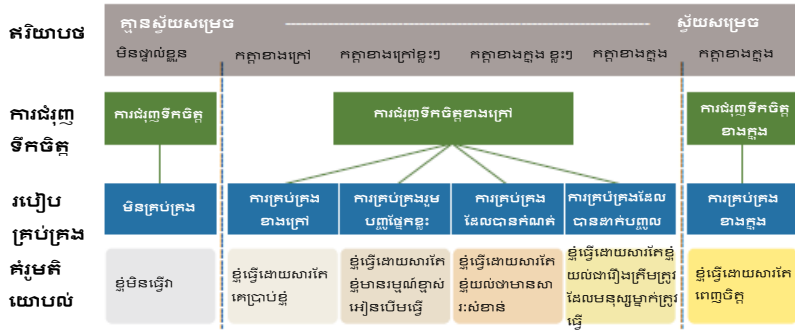 ឥរិយាបថ
គ្មានស្វ័យសម្រេច ------------------------------------------------------------ ស្វ័យសម្រេច
មិនផ្ទាល់ខ្លួន
កត្តាខាងក្រៅ
កត្តាខាងក្រៅខ្លះៗ
កត្តាខាងក្នុង ខ្លះៗ
កត្តាខាងក្នុង
កត្តាខាងក្នុង
ការជំរុញ
ទឹកចិត្ត
ការជំរុញទឹកចិត្ត
ការជំរុញទឹកចិត្តខាងក្រៅ
ការជំរុញទឹកចិត្ត
ខាងក្នុង
របៀប
គ្រប់គ្រង
មិនគ្រប់គ្រង
ការគ្រប់គ្រង
ខាងក្រៅ
ការគ្រប់គ្រងរួម
បញ្ចូផ្នែកខ្លះ
ការគ្រប់គ្រង
ដែលបានកំណត់
ការគ្រប់គ្រងដែល
បានដាក់បញ្ចូល
ការគ្រប់គ្រង
ខាងក្នុង
គំរូមតិ
យោបល់
ខ្ញុំមិនធ្វើវា
ខ្ញុំធ្វើដោយសារតែ
គេប្រាប់ខ្ញុំ
ខ្ញុំធ្វើដោយសារតែ
ខ្ញុំមានរម្មណ៍ខ្មាស់
អៀនបើមធ្វើ
ខ្ញុំធ្វើដោយសារតែ
ខ្ញុំយល់ថាមានសា
រៈសំខាន់
ខ្ញុំធ្វើដោយសារតែខ្ញុំ
យល់ជារឿងត្រឹមត្រូវ
ដែលមនុស្សម្នាក់ត្រូវ
ធ្វើ
ខ្ញុំធ្វើដោយសារតែ
ពេញចិត្ត